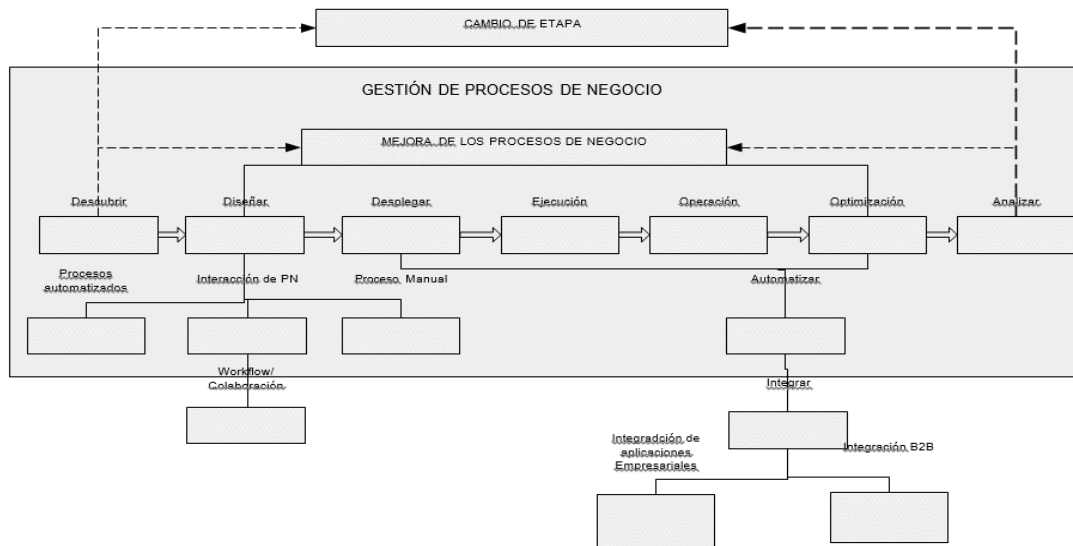 CAMBIO DE ETAPA
GESTIÓN DE PROCESOS DE NEGOCIO
MEJORA DE LOS PROCESOS DE NEGOCIO
Descubrir
Diseñar
Desplegar
Ejecución
Operación
Optimización
Analizar
Procesos
automatizados
Interacción de PN
Proceso Manual
Automatizar
Workflow/
Colaboración
Integrar
Integradción de
aplicaciones
Empresariales
Integración B2B